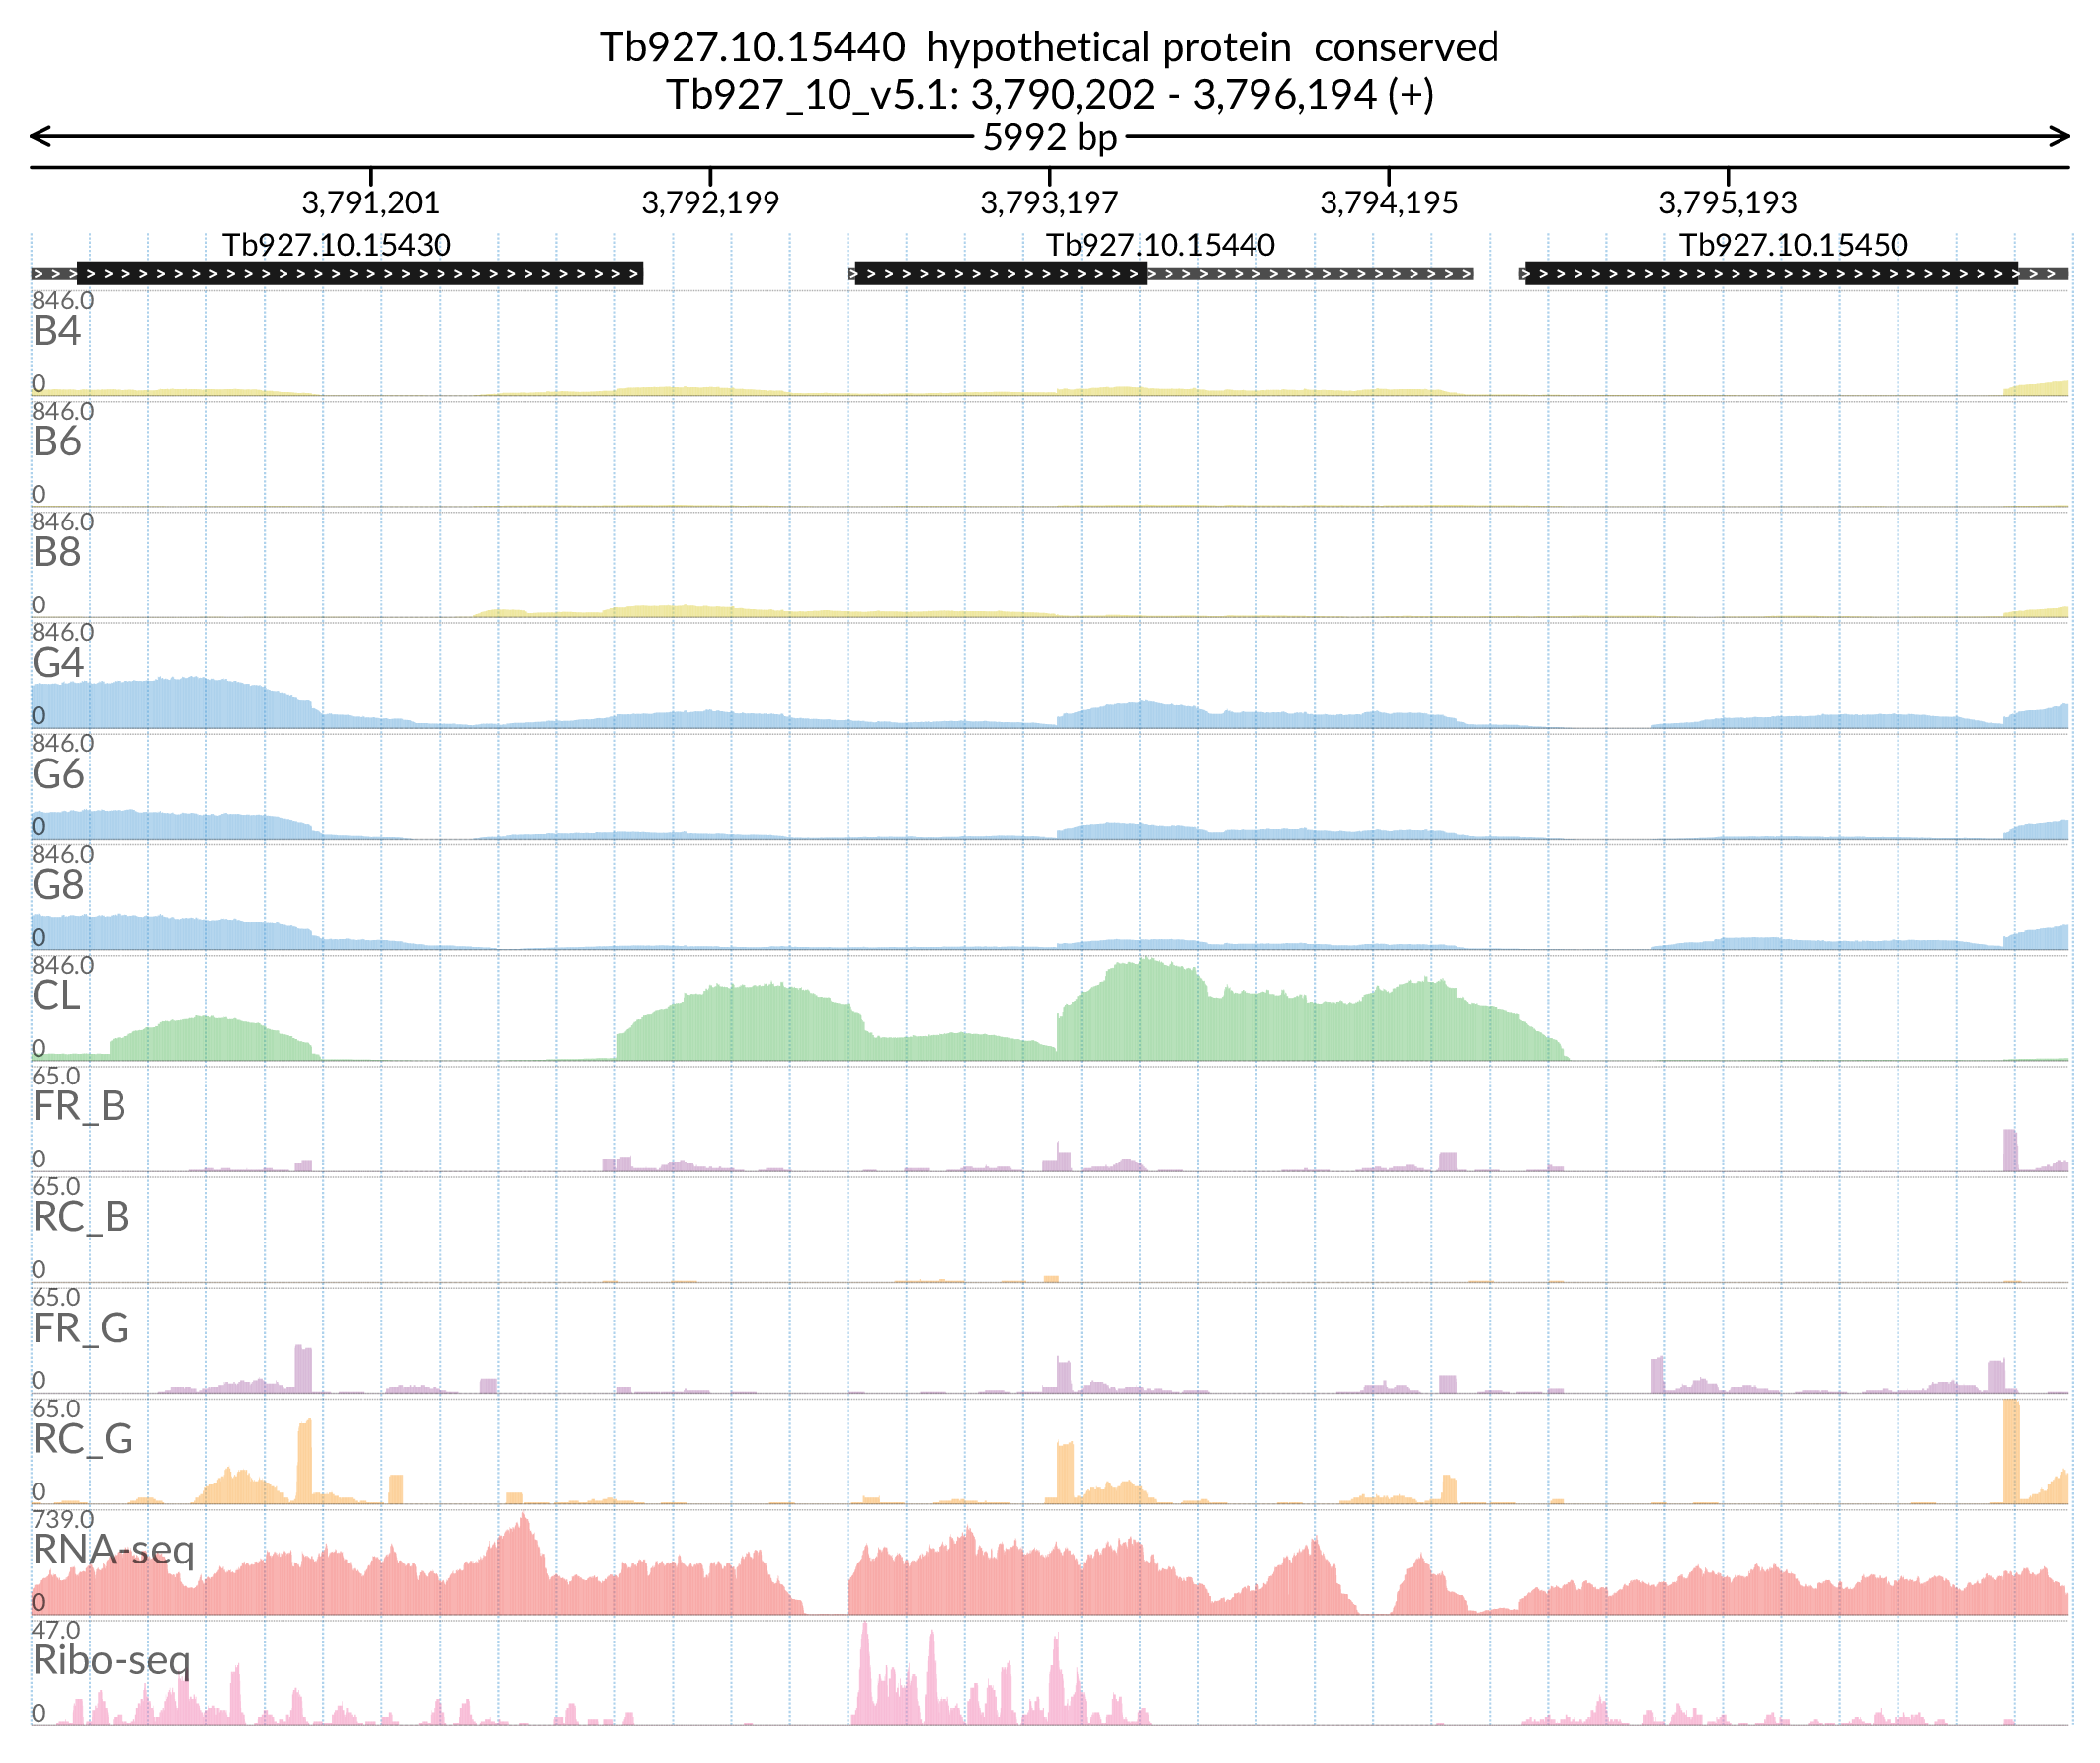 Tb927.10.15440  hypothetical protein  conserved
Tb927_10_v5.1: 3,790,202 - 3,796,194 (+)
5992 bp
3,791,201 3,792,199 3,793,197 3,794,195 3,795,193
Tb927.10.15430 Tb927.10.15440 Tb927.10.15450
846.0
B4
0
846.0
B6
0
846.0
B8
0
846.0
G4
0
846.0
G6
0
846.0
G8
0
846.0
CL
0
65.0
FR_B
0
65.0
RC_B
0
65.0
FR_G
0
65.0
RC_G
0
739.0
RNA-seq
0
47.0
Ribo-seq
0